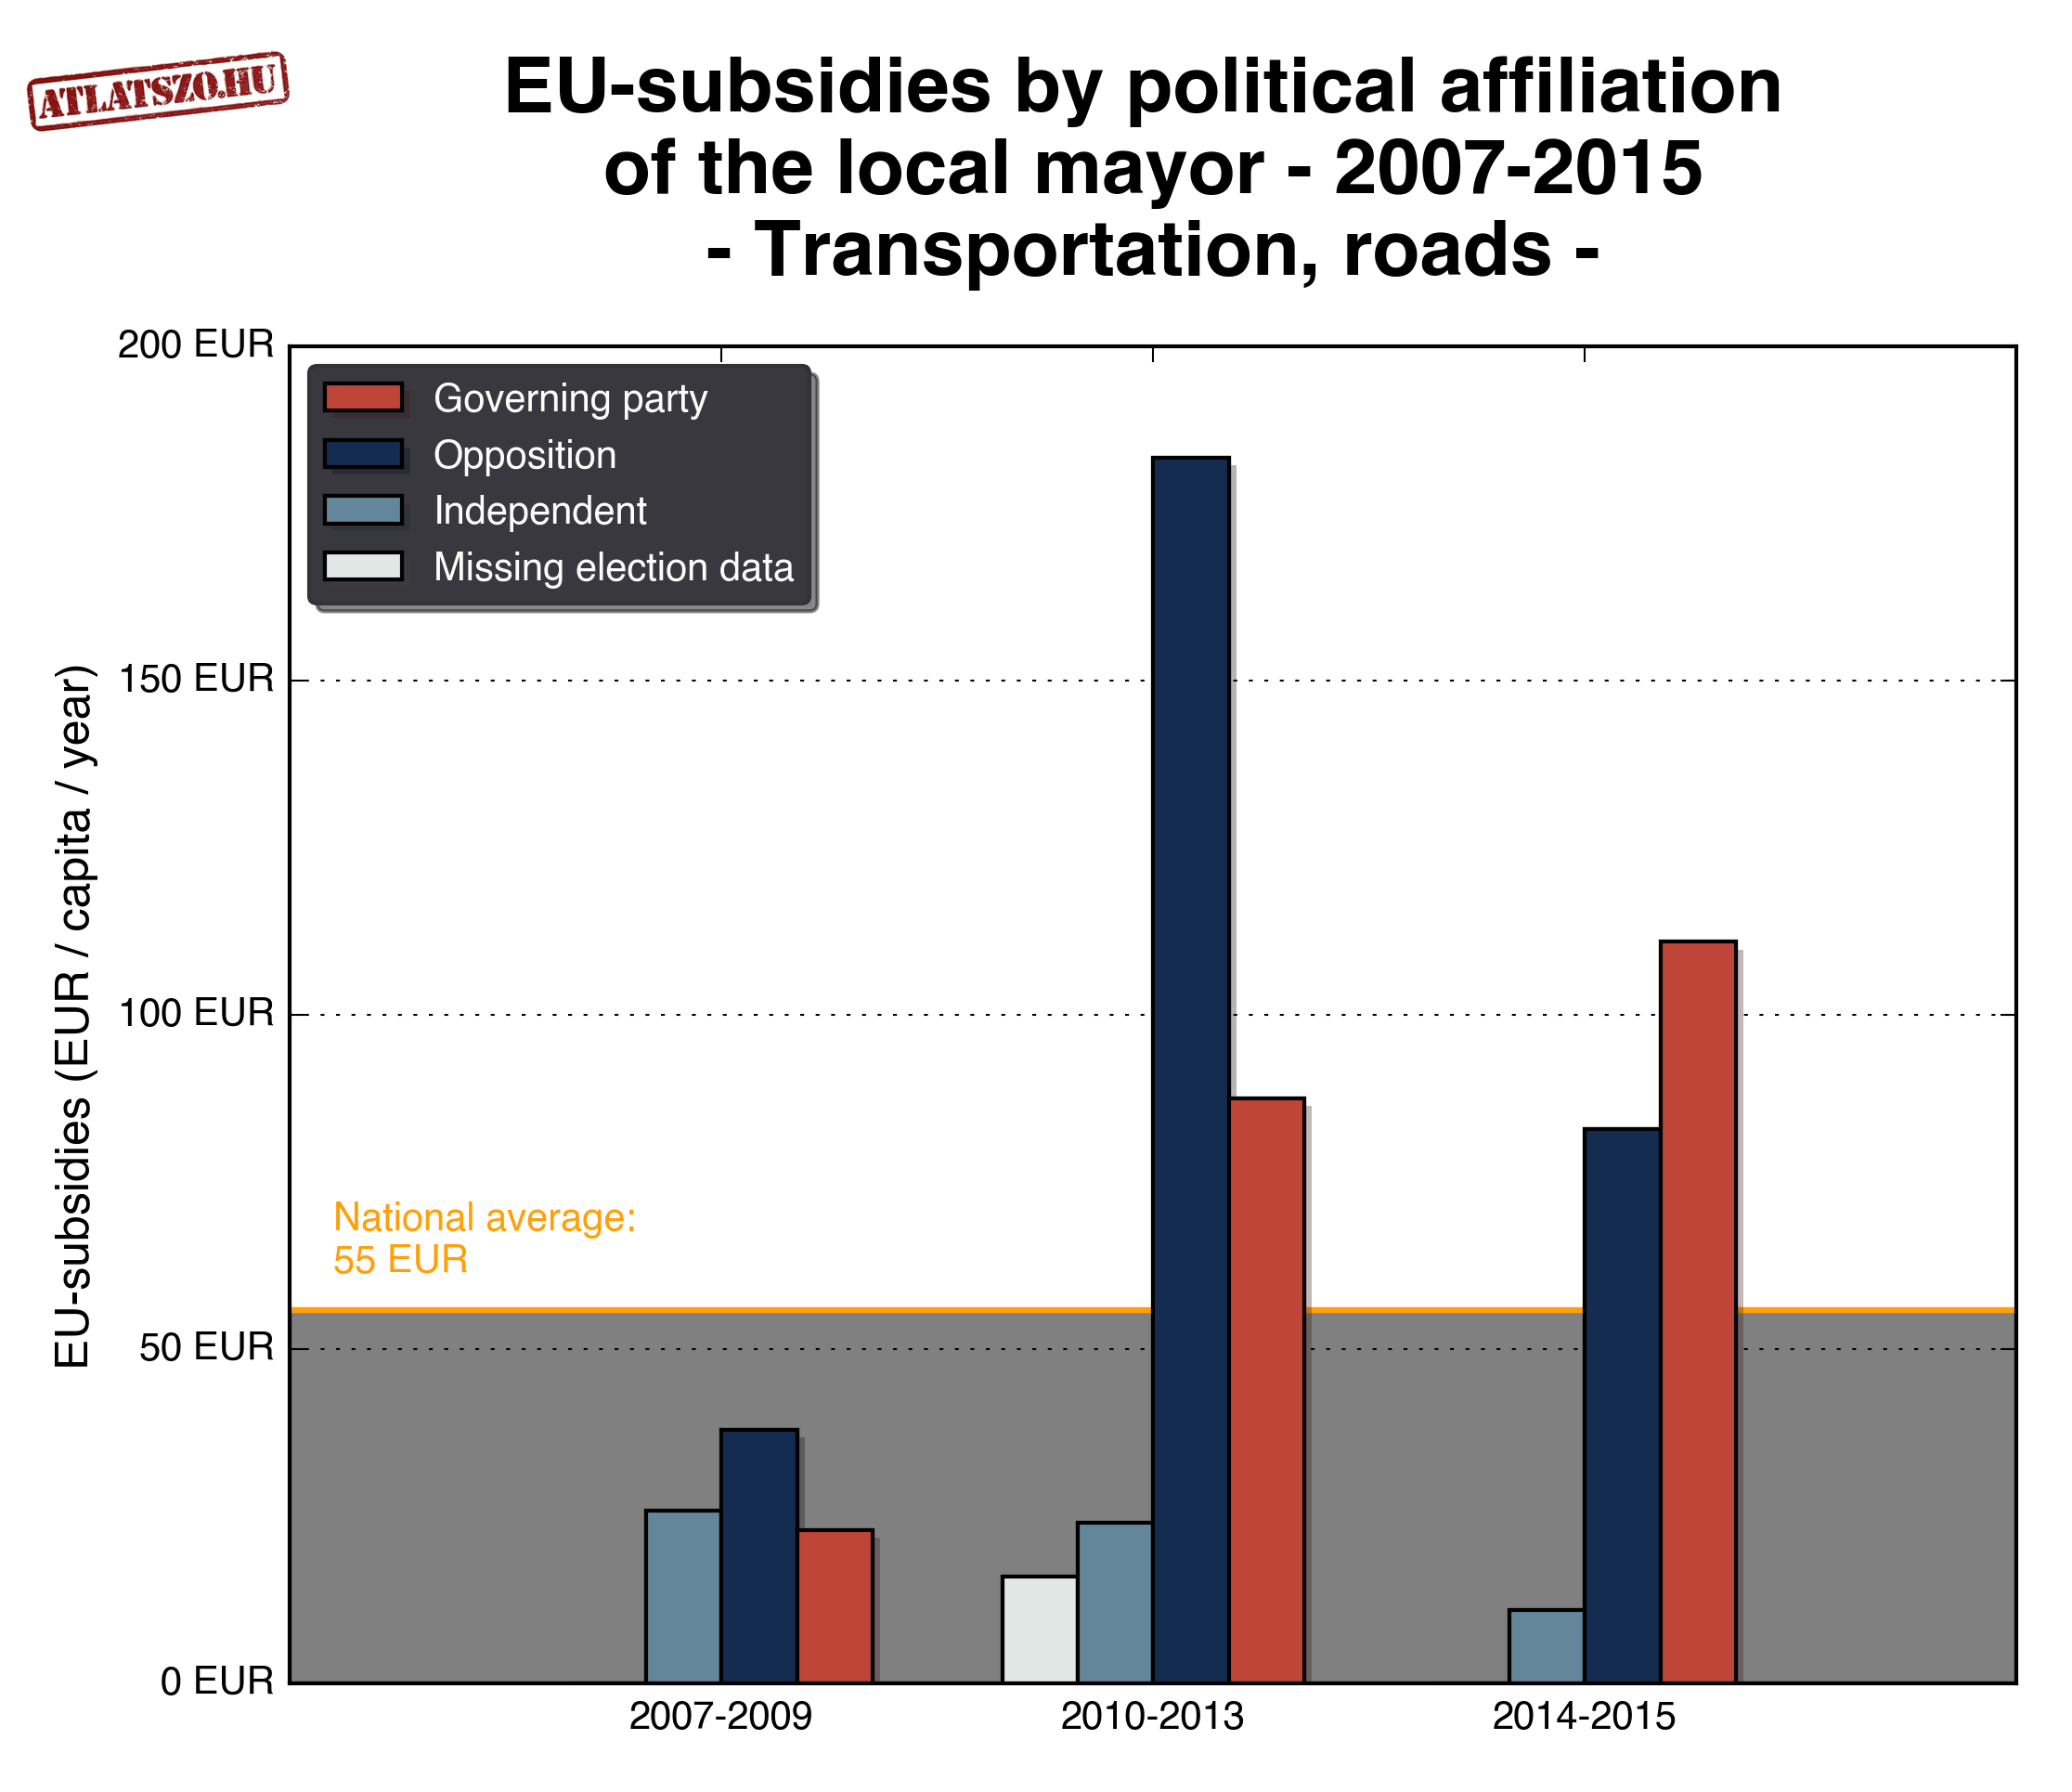 ATLATSZO.HU
EU-subsidies by political affiliation
of the local mayor - 2007-2015
- Transportation, roads -
200 EUR
150 EUR
100 EUR
50 EUR
0 EUR
EU-subsidies (EUR / capita / year)
Governing party
Opposition
Independent
Missing election data
National average:
55 EUR
2007-2009
2010-2013
2014-2015